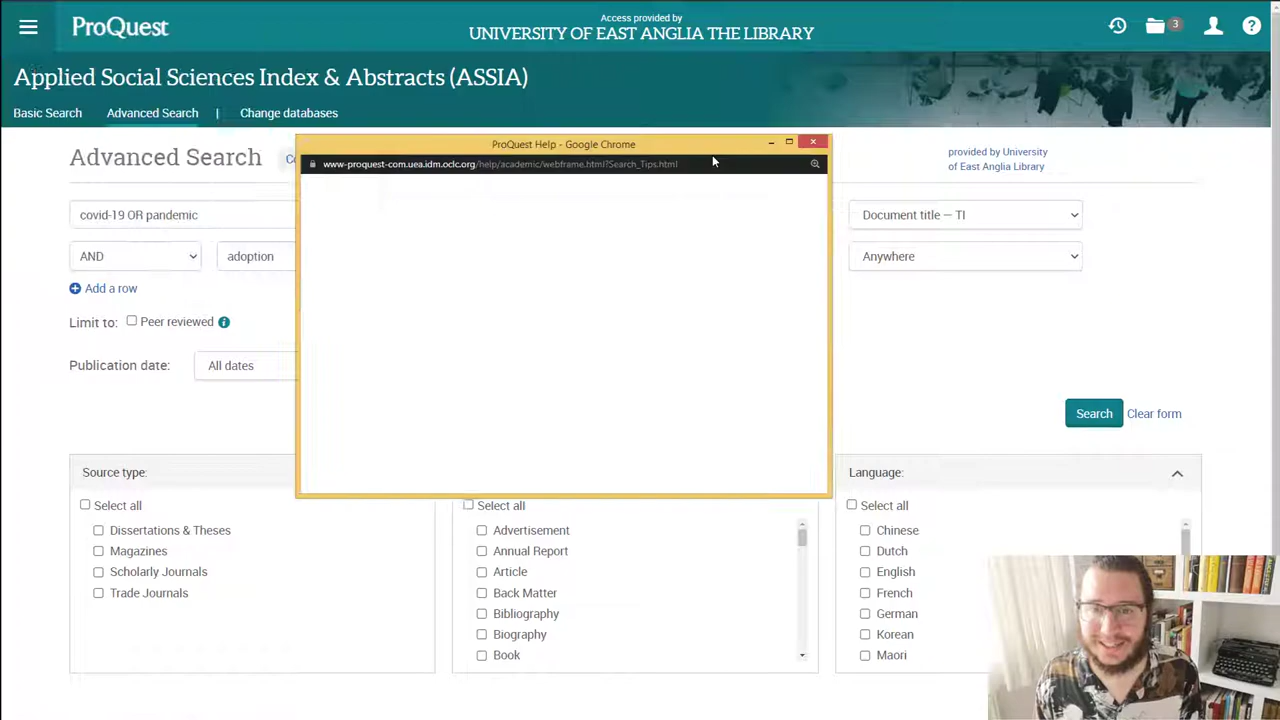 ProQuest
Access provided by
UNIVERSITY OF EAST ANGLIA THE LIBRARY
3
?
Applied Social Sciences Index & Abstracts (ASSIA)
Basic Search Advanced Search | Change databases
ProQuest Help - Google Chrome
www-proquest-com.uea.idm.oclc.org/help/academic/webframe.html?Search_Tips.html
Advanced Search Co
provided by University
of East Anglia Library
covid-19 OR pandemic Document title — TI
AND adoption Anywhere
Add a row
Limit to: Peer reviewed i
Publication date: All dates
Search Clear form
Source type:
Select all
Dissertations & Theses
Magazines
Scholarly Journals
Trade Journals
Select all
Advertisement
Annual Report
Article
Back Matter
Bibliography
Biography
Book
Language:
Select all
Chinese
Dutch
English
French
German
Korean
Maori